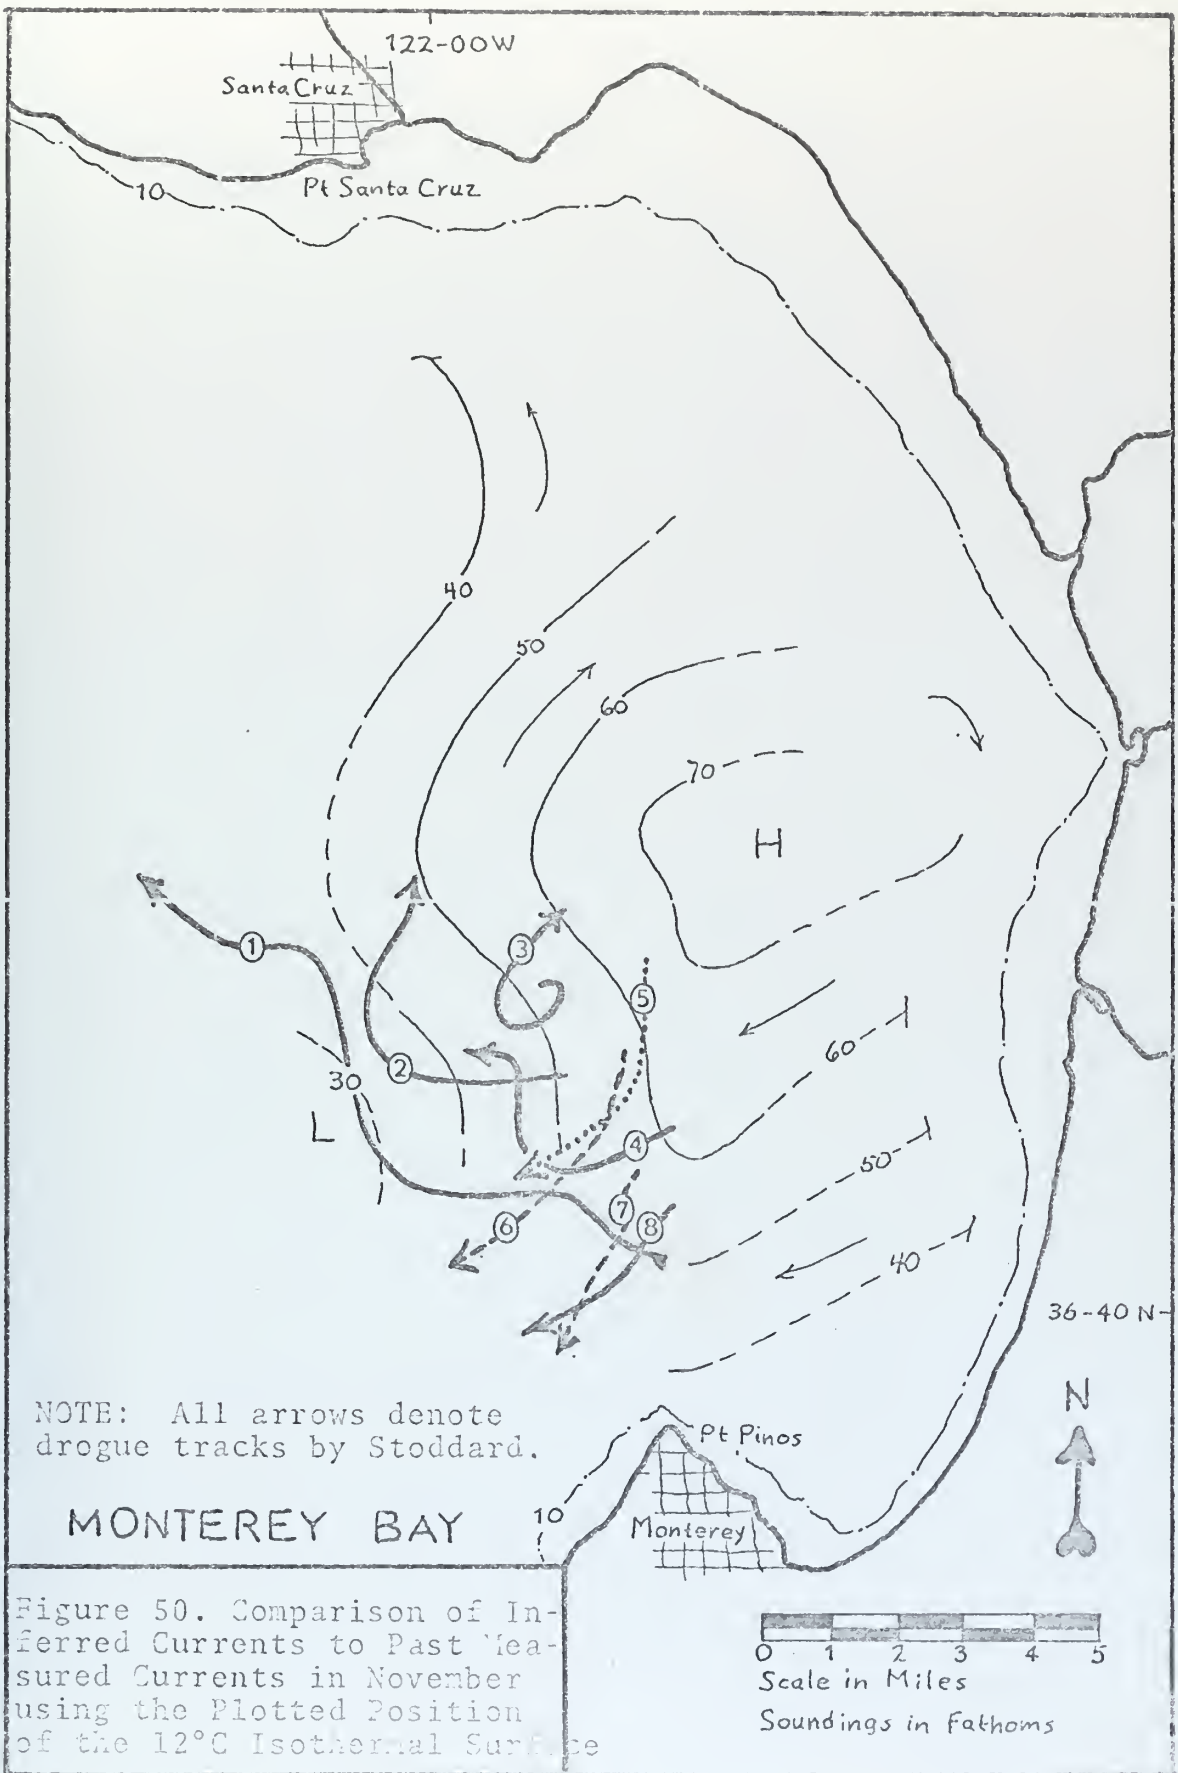 122-00W
Santa Cruz
Pt Santa Cruz
10
40
50
60
70
H
1
3
5
2
30
L
60
4
50
6
7
8
40
36-40 N
N
NOTE: All arrows denote
drogue tracks by Stoddard.
Pt Pinos
MONTEREY BAY
10
Monterey
Figure 50. Comparison of In-
ferred Currents to Past Mea-
sured Currents in November
using the Plotted Position
of the 12°C Isothermal Surface
0 1 2 3 4 5
Scale in Miles
Soundings in Fathoms